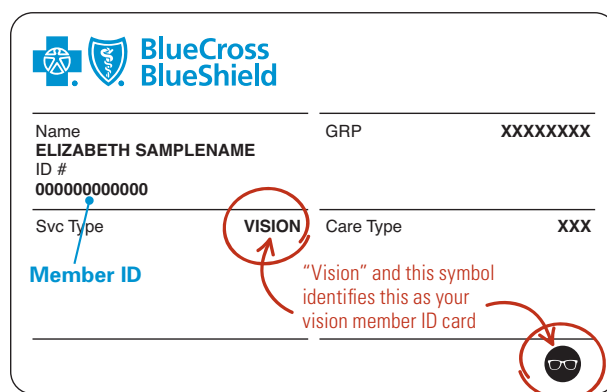 BlueCross
BlueShield
Name
ELIZABETH SAMPLENAME
ID #
000000000000
GRP XXXXXXXX
Svc Type VISION
Care Type XXX
Member ID
"Vision" and this symbol
identifies this as your
vision member ID card